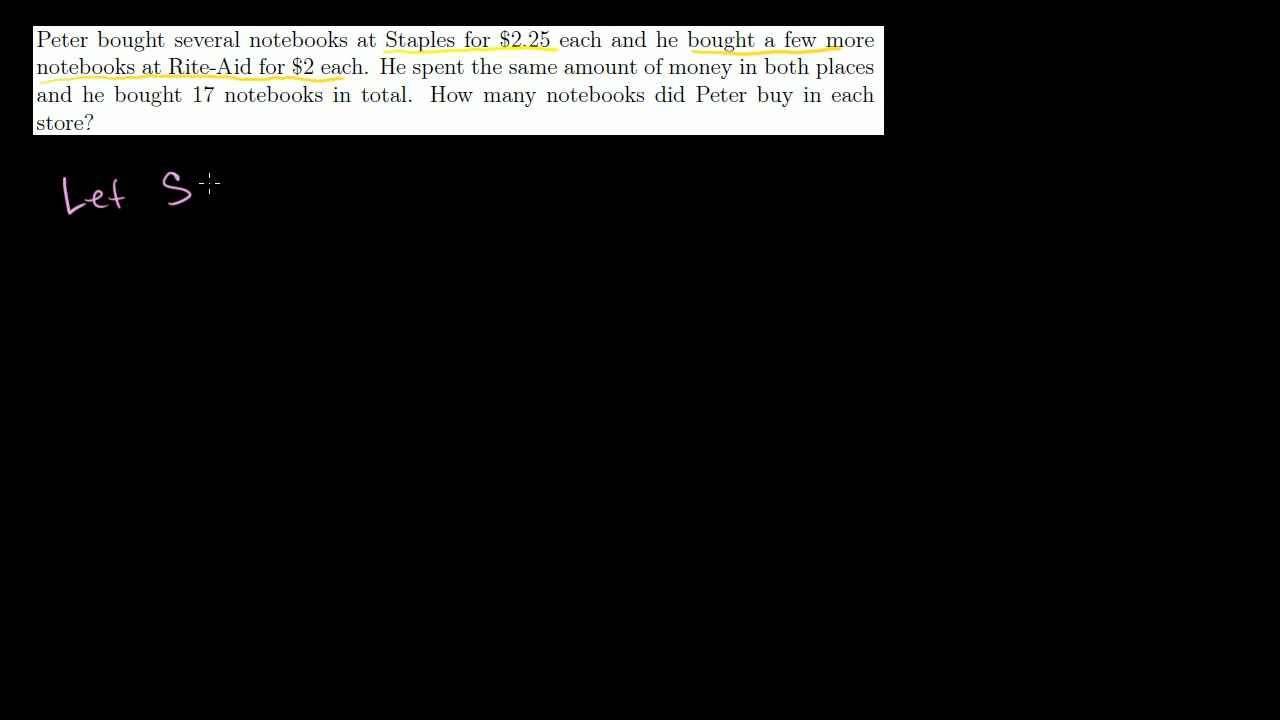 Peter bought several notebooks at Staples for $2.25 each and he bought a few more
notebooks at Rite-Aid for $2 each. He spent the same amount of money in both places
and he bought 17 notebooks in total. How many notebooks did Peter buy in each
store?
Let S